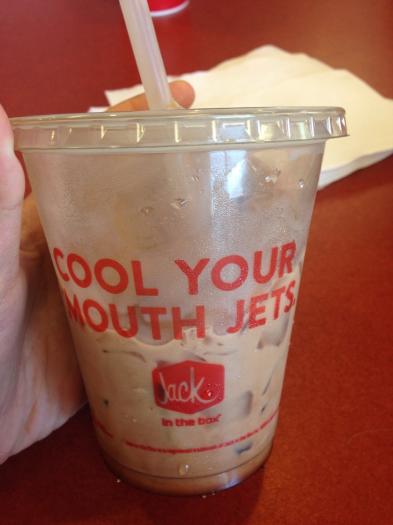 COOL YOUR
MOUTH JETS.
Jack
in the box®